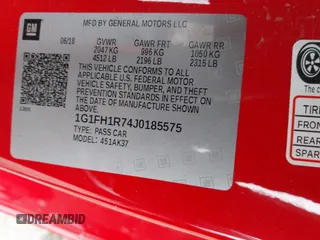 GM
MFD BY GENERAL MOTORS LLC
06/18 GVWR GAWR FRT GAWR RR
2047 KG 996 KG 1050 KG
4512 LB 2196 LB 2315 LB
THIS VEHICLE CONFORMS TO ALL
APPLICABLE U.S. FEDERAL MOTOR
VEHICLE SAFETY, BUMPER, AND THEFT
PREVENTION STANDARDS IN EFFECT ON
THE DATE OF MANUFACTURE SHOWN
ABOVE.
1G1FH1R74J0185575
TYPE: PASS CAR
MODEL: 451AK37
TIRE
FRO
REA
SPA
DREAMBID